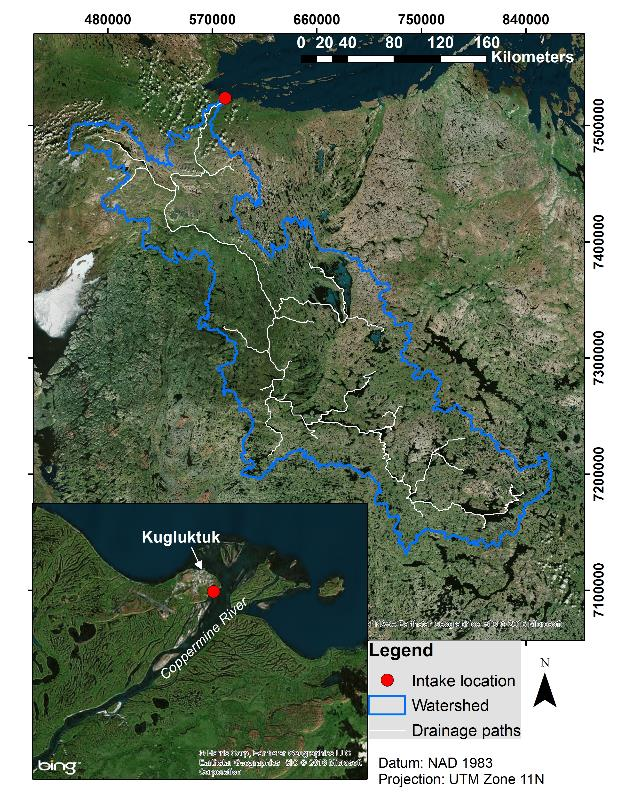 480000 570000 660000 750000 840000
0 20 40 80 120 160
Kilometers
7500000
7400000
7300000
7200000
7100000
Kugluktuk
Coppermine River
bing
Legend
Intake location
Watershed
Drainage paths
N
Datum: NAD 1983
Projection: UTM Zone 11N